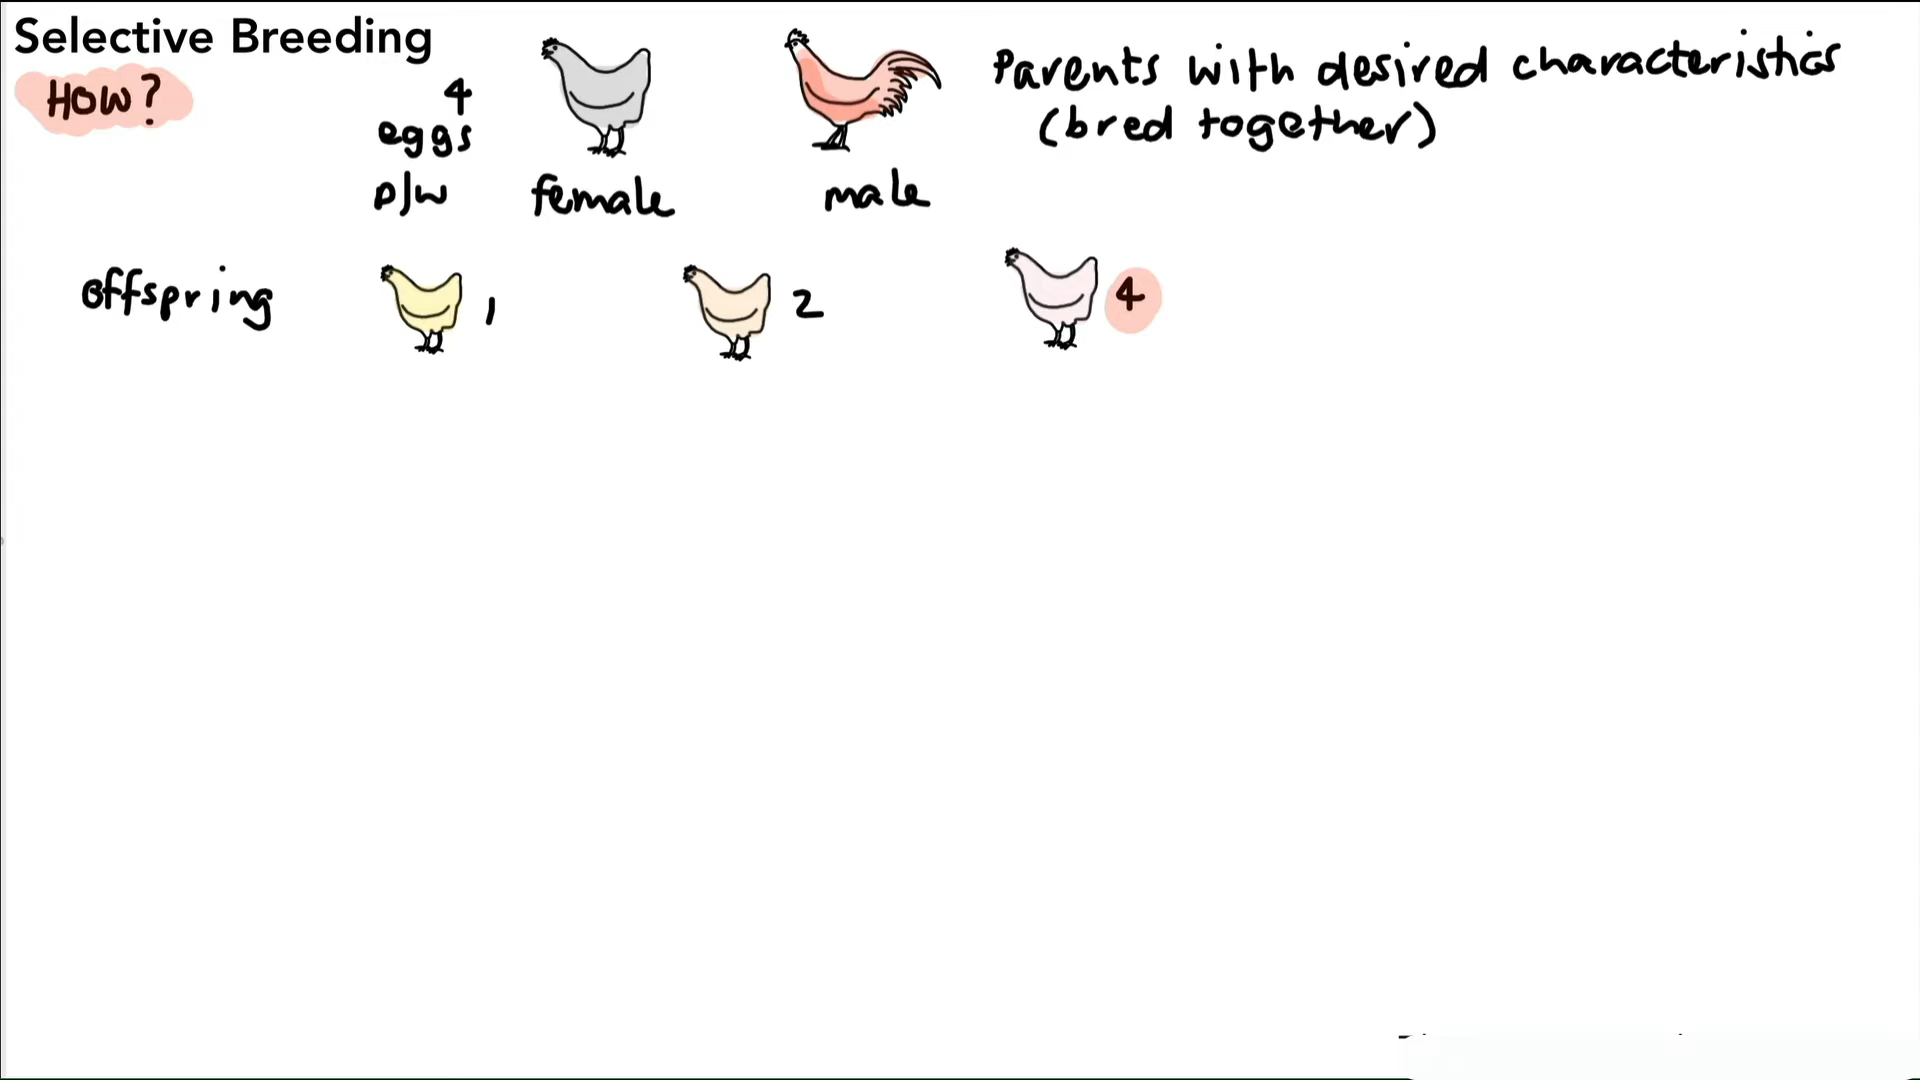 Selective Breeding
HOW?
4
eggs
p/w
female
male
Parents with desired characteristics
(bred together)
offspring
1
2
4